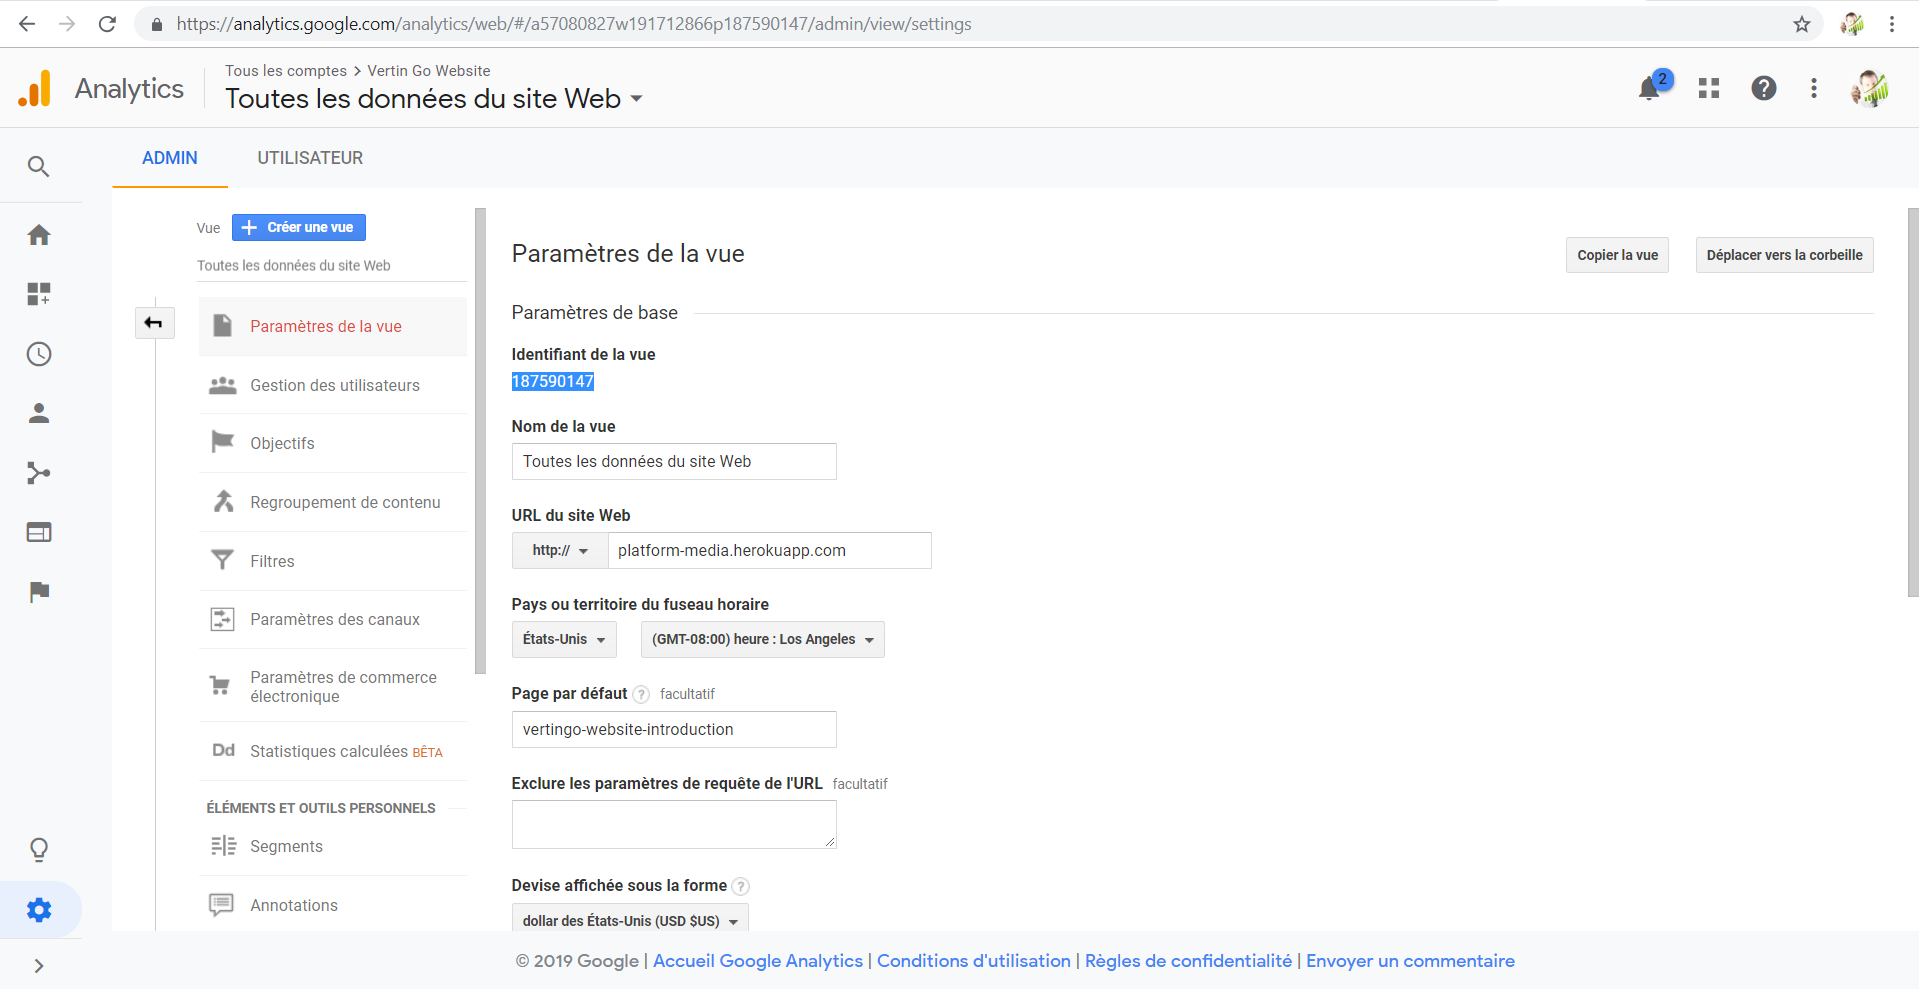 https://analytics.google.com/analytics/web/#/a57080827w191712866p187590147/admin/view/settings
Analytics
Tous les comptes > Vertin Go Website
Toutes les données du site Web
2
ADMIN
UTILISATEUR
Vue
Créer une vue
Toutes les données du site Web
Paramètres de la vue
Gestion des utilisateurs
Objectifs
Regroupement de contenu
Filtres
Paramètres des canaux
Paramètres de commerce
électronique
Dd
Statistiques calculées BÊTA
ÉLÉMENTS ET OUTILS PERSONNELS
Segments
Annotations
Paramètres de la vue
Copier la vue
Déplacer vers la corbeille
Paramètres de base
Identifiant de la vue
187590147
Nom de la vue
Toutes les données du site Web
URL du site Web
http://
platform-media.herokuapp.com
Pays ou territoire du fuseau horaire
États-Unis
(GMT-08:00) heure : Los Angeles
Page par défaut ? facultatif
vertingo-website-introduction
Exclure les paramètres de requête de l'URL facultatif
Devise affichée sous la forme ?
dollar des États-Unis (USD $US)
© 2019 Google | Accueil Google Analytics | Conditions d'utilisation | Règles de confidentialité | Envoyer un commentaire